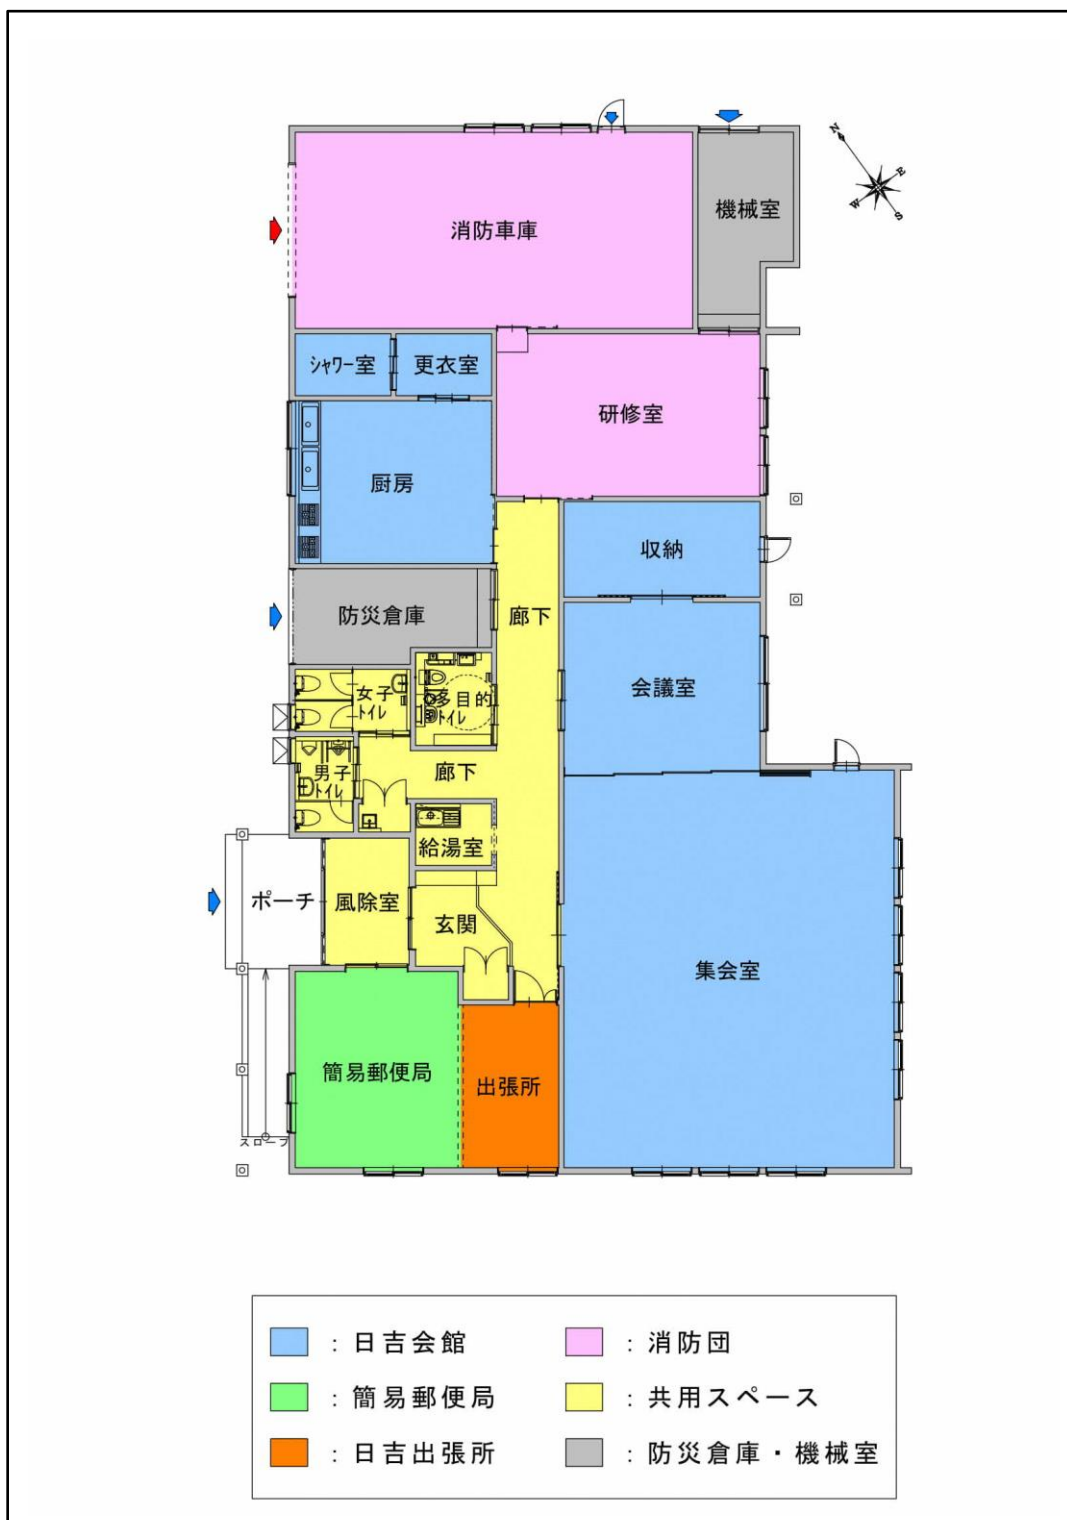 N
E
W
S
機械室
消防車庫
シャワー室
更衣室
研修室
厨房
収納
防災倉庫
廊下
会議室
女子
トイレ
多目的
トイレ
廊下
男子
トイレ
給湯室
ポーチ
風除室
玄関
集会室
簡易郵便局
出張所
スロープ
：日吉会館
：消防団
：簡易郵便局
：共用スペース
：日吉出張所
：防災倉庫・機械室